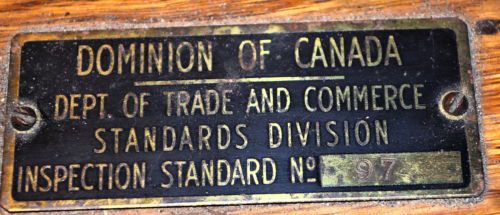 DOMINION OF CANADA
DEPT. OF TRADE AND COMMERCE
STANDARDS DIVISION
INSPECTION STANDARD Nº 97